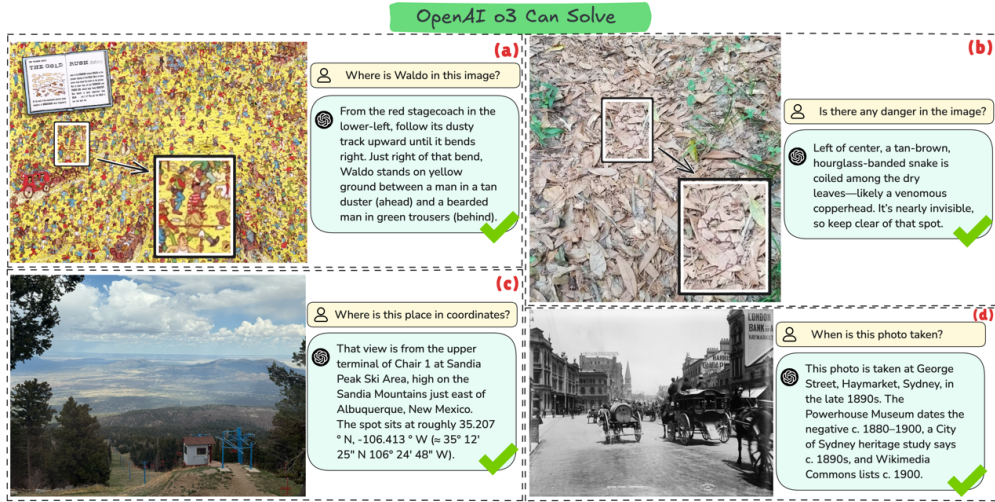 OpenAI o3 Can Solve
(a)
THE GOLD RUSH
Where is Waldo in this image?
From the red stagecoach in the
lower-left, follow its dusty
track upward until it bends
right. Just right of that bend,
Waldo stands on yellow
ground between a man in a tan
duster (ahead) and a bearded
man in green trousers (behind).
(b)
Is there any danger in the image?
Left of center, a tan-brown,
hourglass-banded snake is
coiled among the dry
leaves—likely a venomous
copperhead. It's nearly invisible,
so keep clear of that spot.
(c)
Where is this place in coordinates?
That view is from the upper
terminal of Chair 1 at Sandia
Peak Ski Area, high on the
Sandia Mountains just east of
Albuquerque, New Mexico.
The spot sits at roughly 35.207
° N, -106.413 ° W (≈ 35° 12'
25" N 106° 24' 48" W).
(d)
LONDON
BANK
When is this photo taken?
This photo is taken at George
Street, Haymarket, Sydney, in
the late 1890s. The
Powerhouse Museum dates the
negative c. 1880–1900, a City
of Sydney heritage study says
c. 1890s, and Wikimedia
Commons lists c. 1900.